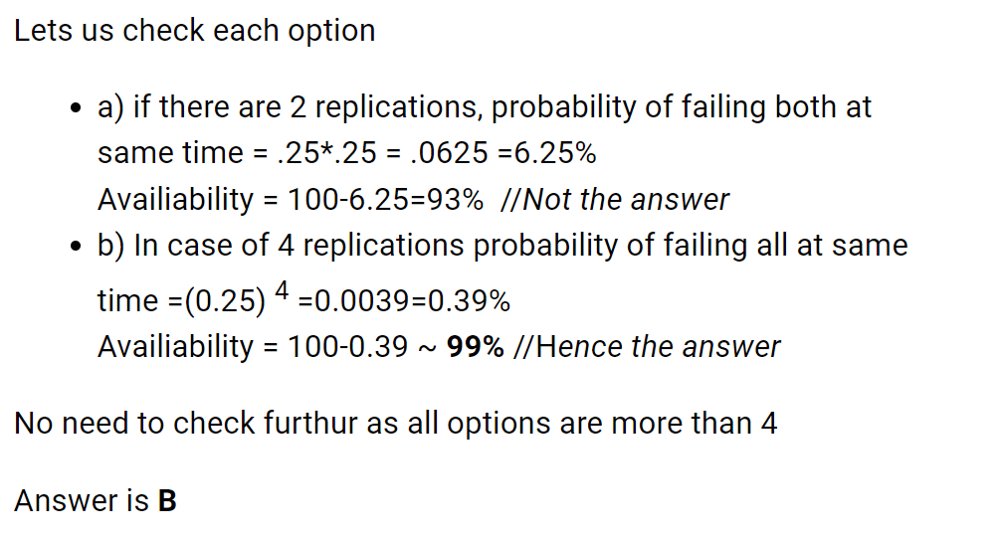 Lets us check each option
• a) if there are 2 replications, probability of failing both at
same time = .25*.25 = .0625 =6.25%
Availiability = 100-6.25=93% //Not the answer
• b) In case of 4 replications probability of failing all at same
time =(0.25) 4 =0.0039=0.39%
Availiability = 100-0.39 ~ 99% //Hence the answer
No need to check furthur as all options are more than 4
Answer is B